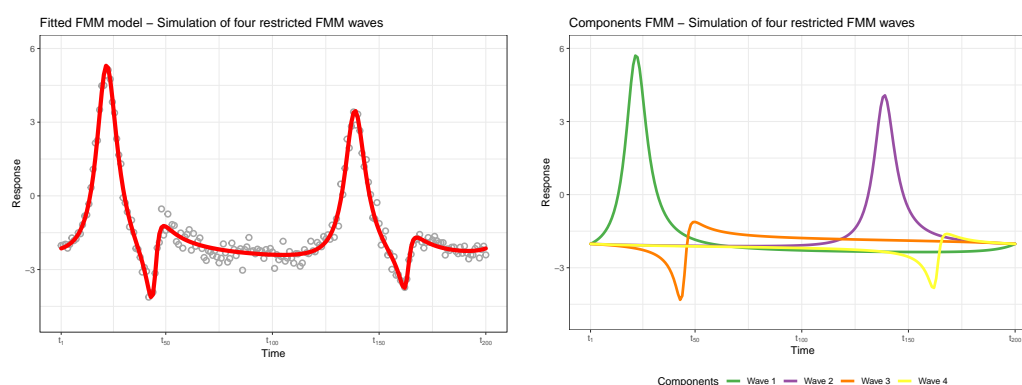 Fitted FMM model – Simulation of four restricted FMM waves
6
3
0
−3
Response
t1
t50
t100
t150
t200
Time
Components FMM – Simulation of four restricted FMM waves
6
3
0
−3
Response
t1
t50
t100
t150
t200
Time
Components Wave 1 Wave 2 Wave 3 Wave 4